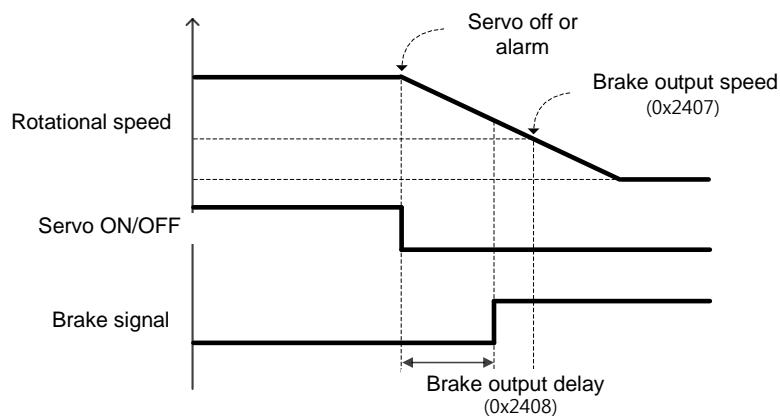 Servo off or
alarm
Brake output speed
(0x2407)
Rotational speed
Servo ON/OFF
Brake signal
Brake output delay
(0x2408)